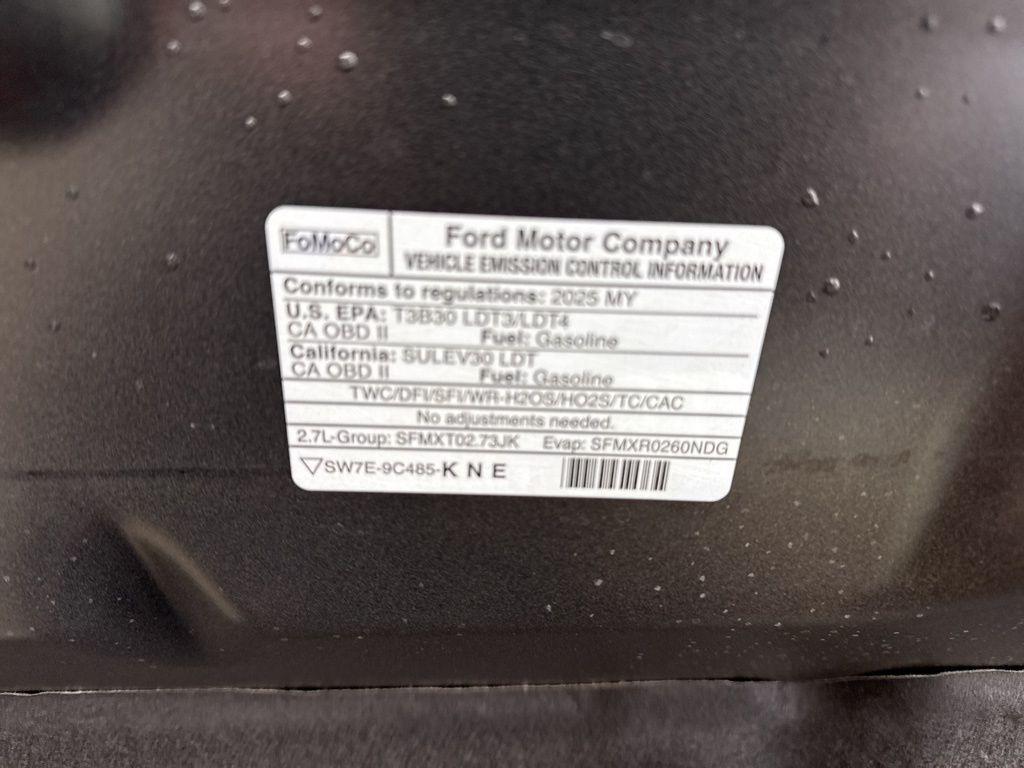 FoMoCo
Ford Motor Company
VEHICLE EMISSION CONTROL INFORMATION
Conforms to regulations: 2025 MY
U.S. EPA: T3B30 LDT3/LDT4
CA OBD II Fuel: Gasoline
California: SULEV30 LDT
CA OBD II Fuel: Gasoline
TWC/DFI/SFI/WR-H2OS/HO2S/TC/CAC
No adjustments needed.
2.7L-Group: SFMXT02.73JK Evap: SFMXR0260NDG
SW7E-9C485-K N E